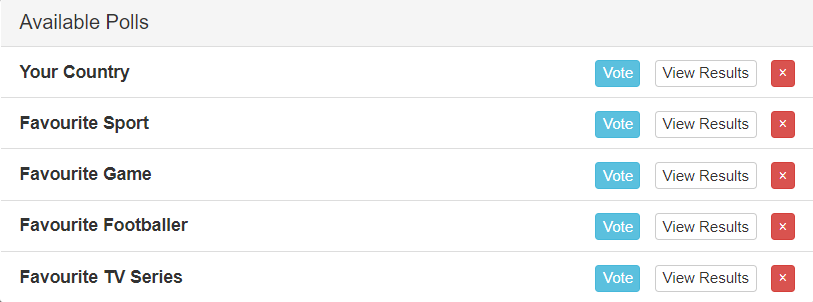 Available Polls
Your Country Vote View Results ×
Favourite Sport Vote View Results ×
Favourite Game Vote View Results ×
Favourite Footballer Vote View Results ×
Favourite TV Series Vote View Results ×